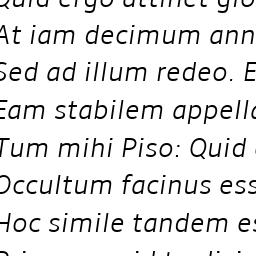 Quid ergo attinet glo
At iam decimum ann
Sed ad illum redeo. E
Eam stabilem appella
Tum mihi Piso: Quid
Occultum facinus ess
Hoc simile tandem es